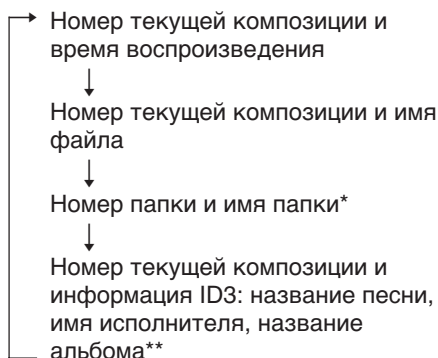 Номер текущей композиции и
время воспроизведения
Номер текущей композиции и имя
файла
Номер папки и имя папки*
Номер текущей композиции и
информация ID3: название песни,
имя исполнителя, название
альбома**